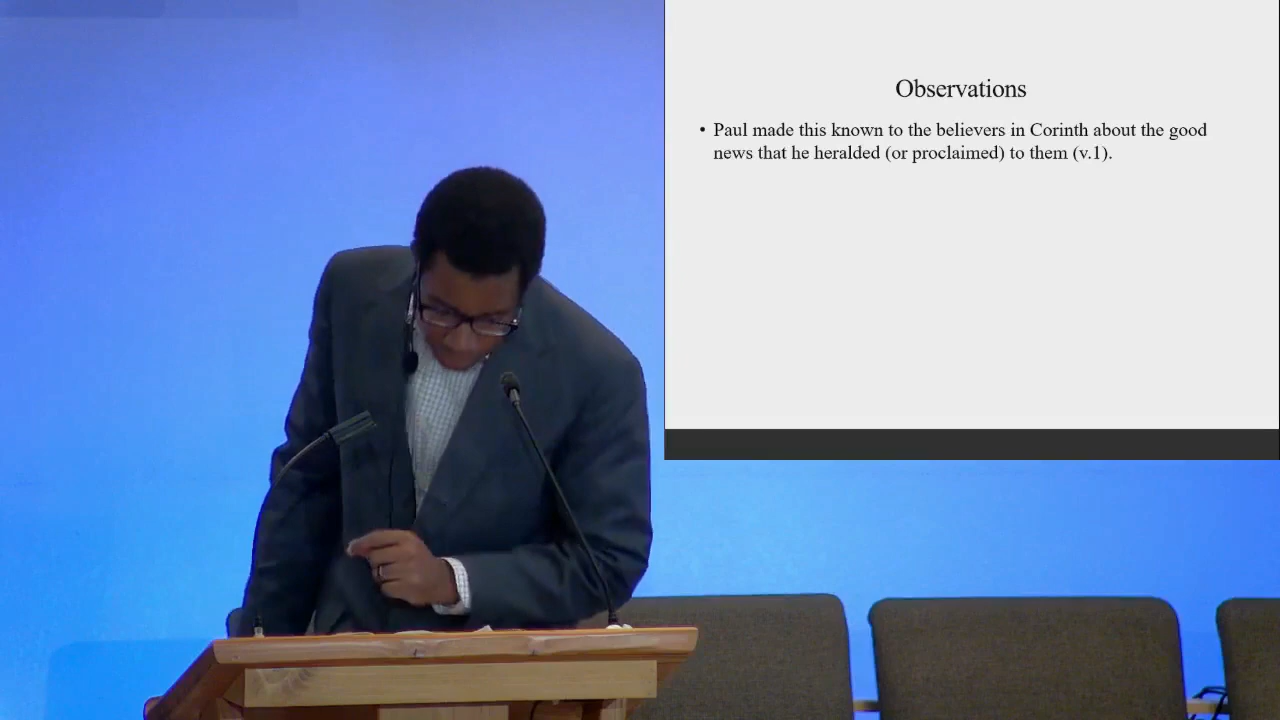 Observations
• Paul made this known to the believers in Corinth about the good
news that he heralded (or proclaimed) to them (v.1).